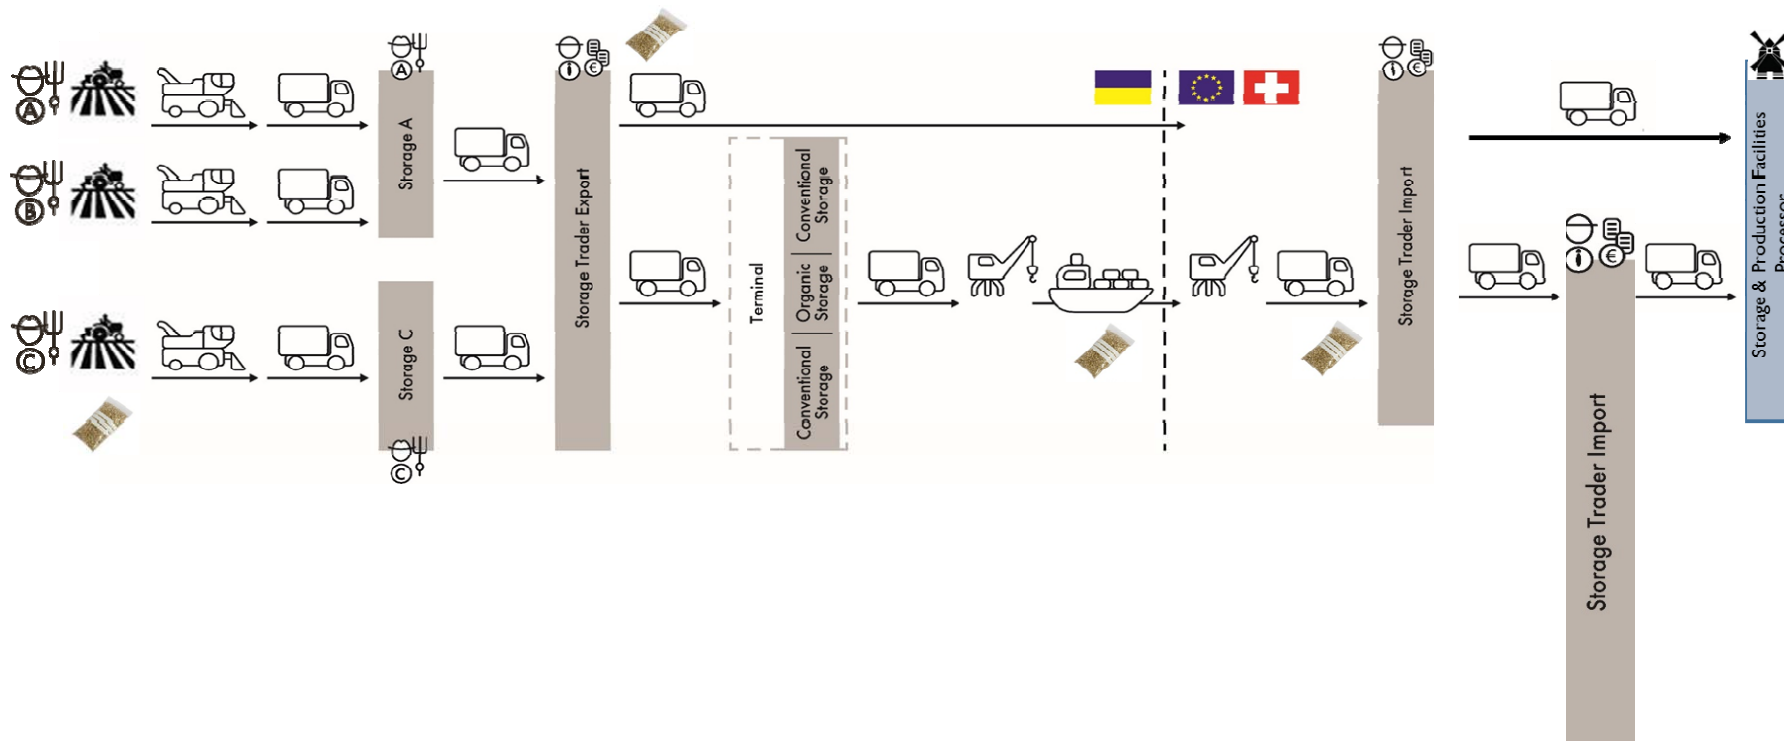 A
B
C
A
Storage A
Storage C
C
€
Storage Trader Export
Terminal
Conventional
Storage
Organic
Storage
Conventional
Storage
€
Storage Trader Import
€
Storage Trader Import
Storage & Production Facilities
Processor